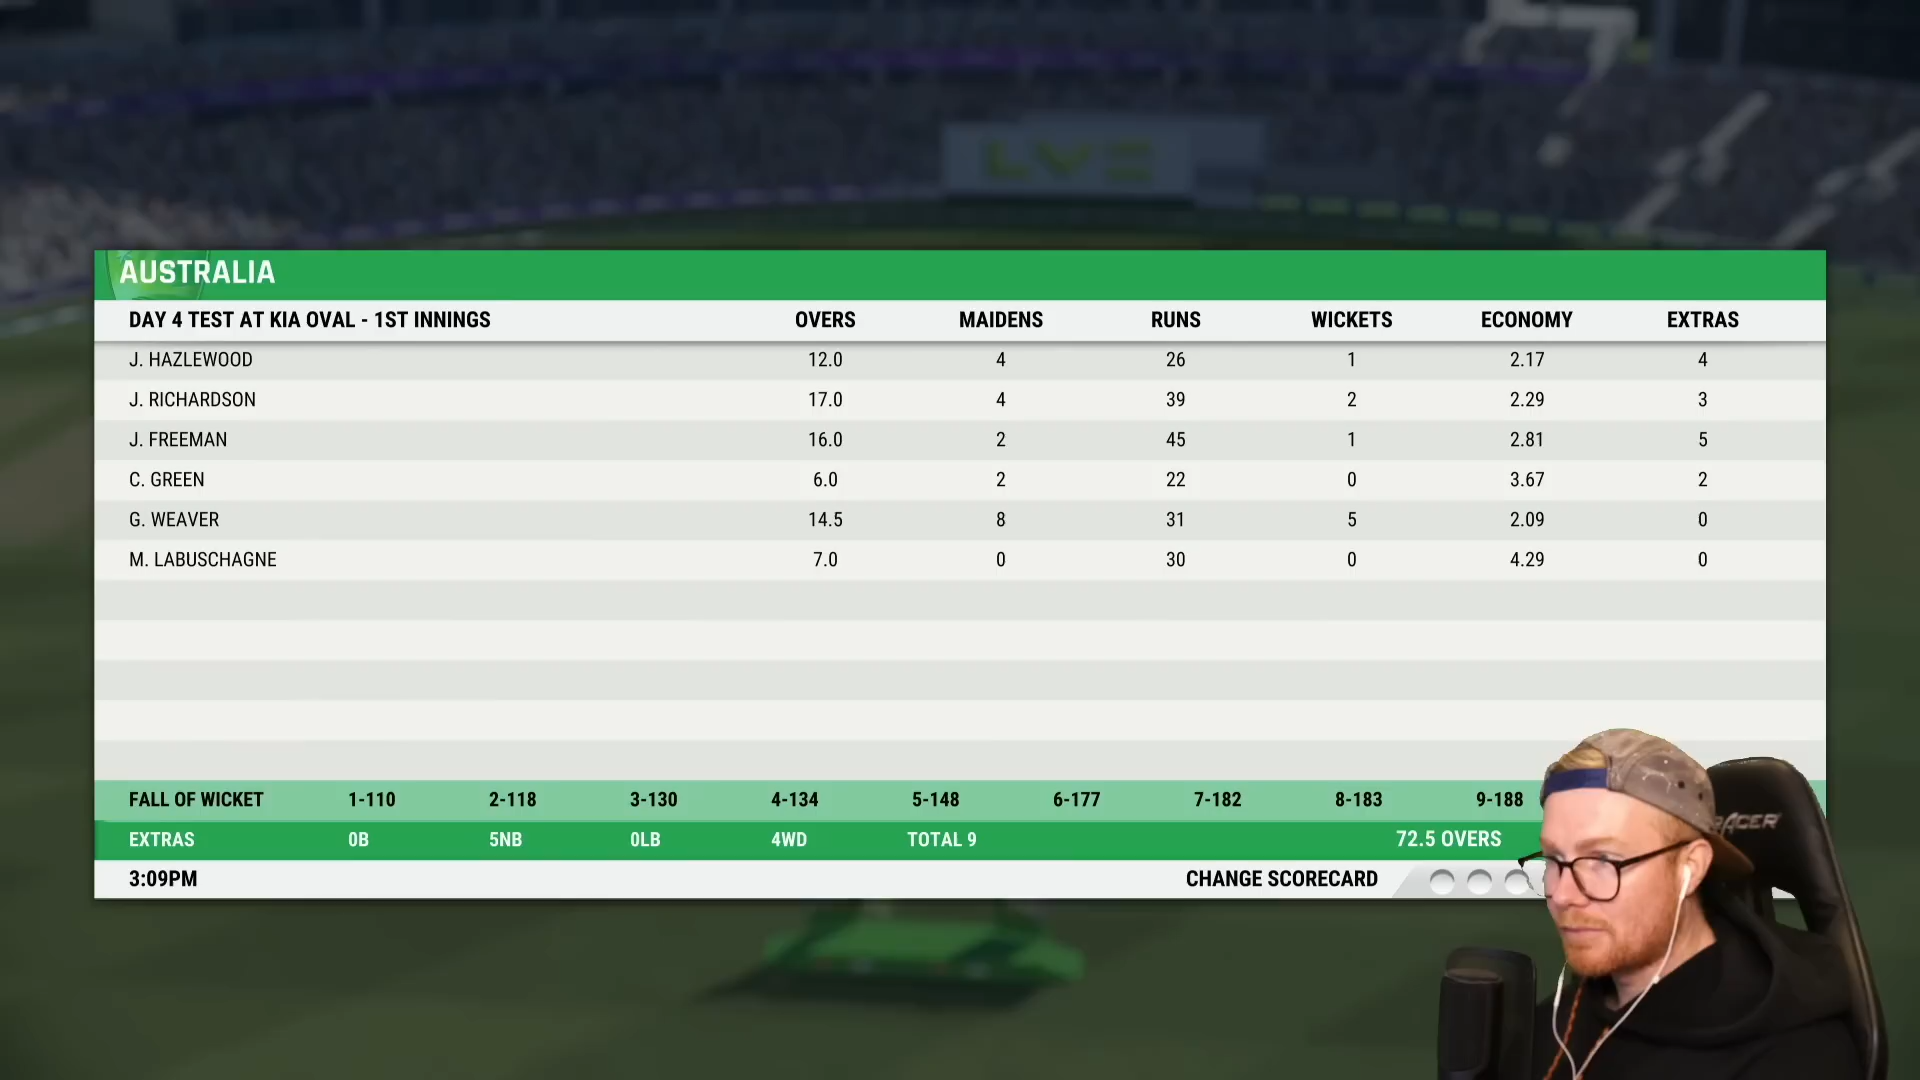 LVE
AUSTRALIA
DAY 4 TEST AT KIA OVAL - 1ST INNINGS OVERS MAIDENS RUNS WICKETS ECONOMY EXTRAS
J. HAZLEWOOD 12.0 4 26 1 2.17 4
J. RICHARDSON 17.0 4 39 2 2.29 3
J. FREEMAN 16.0 2 45 1 2.81 5
C. GREEN 6.0 2 22 0 3.67 2
G. WEAVER 14.5 8 31 5 2.09 0
M. LABUSCHAGNE 7.0 0 30 0 4.29 0
FALL OF WICKET 1-110 2-118 3-130 4-134 5-148 6-177 7-182 8-183 9-188
EXTRAS 0B 5NB 0LB 4WD TOTAL 9 72.5 OVERS
3:09PM CHANGE SCORECARD